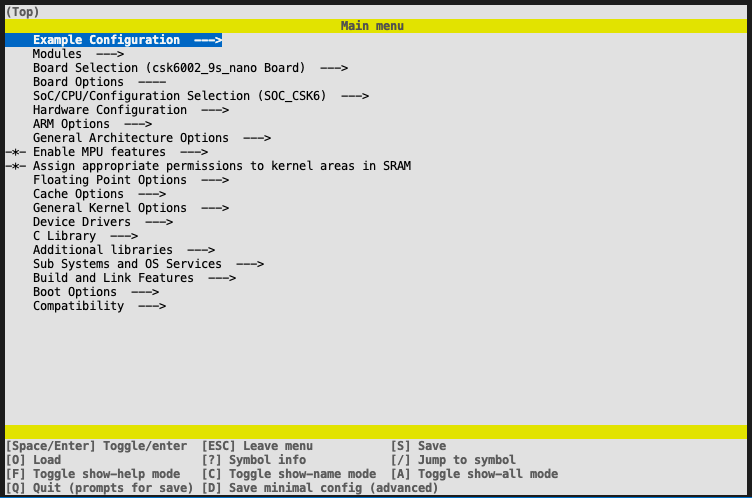 (Top)
Main menu
Example Configuration  --->
Modules  --->
Board Selection (csk6002_9s_nano Board)  --->
Board Options  ----
SoC/CPU/Configuration Selection (SOC_CSK6)  --->
Hardware Configuration  --->
ARM Options  --->
General Architecture Options  --->
-*- Enable MPU features  --->
-*- Assign appropriate permissions to kernel areas in SRAM
Floating Point Options  --->
Cache Options  --->
General Kernel Options  --->
Device Drivers  --->
C Library  --->
Additional libraries  --->
Sub Systems and OS Services  --->
Build and Link Features  --->
Boot Options  --->
Compatibility  --->
[Space/Enter] Toggle/enter  [ESC] Leave menu           [S] Save
[O] Load                    [?] Symbol info            [/] Jump to symbol
[F] Toggle show-help mode   [C] Toggle show-name mode  [A] Toggle show-all mode
[Q] Quit (prompts for save) [D] Save minimal config (advanced)